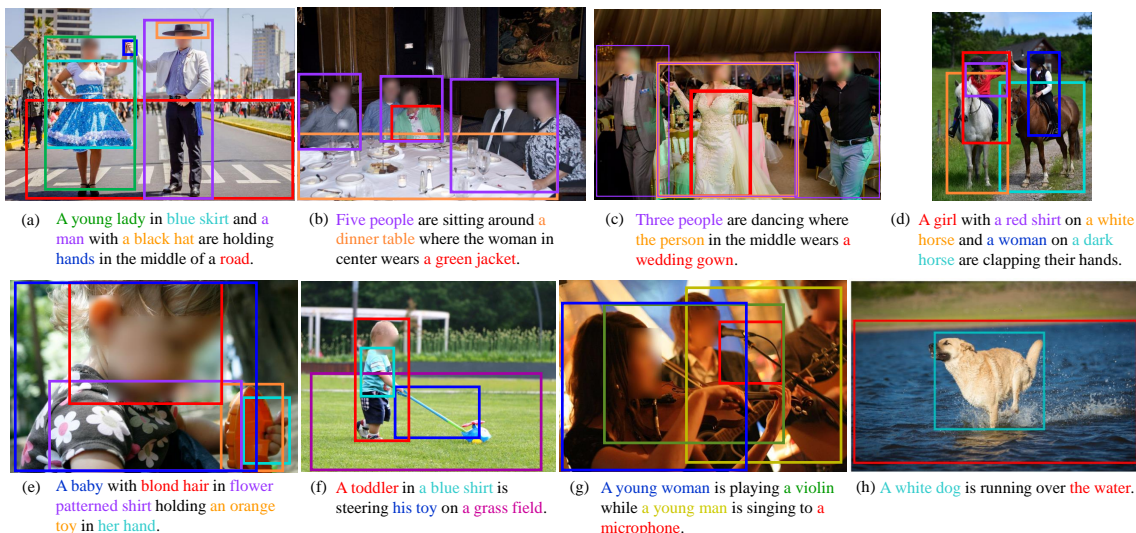 (a) A young lady in blue skirt and a
man with a black hat are holding
hands in the middle of a road.
(b) Five people are sitting around a
dinner table where the woman in
center wears a green jacket.
(c) Three people are dancing where
the person in the middle wears a
wedding gown.
(d) A girl with a red shirt on a white
horse and a woman on a dark
horse are clapping their hands.
(e) A baby with blond hair in flower
patterned shirt holding an orange
toy in her hand.
(f) A toddler in a blue shirt is
steering his toy on a grass field.
(g) A young woman is playing a violin
while a young man is singing to a
microphone.
(h) A white dog is running over the water.